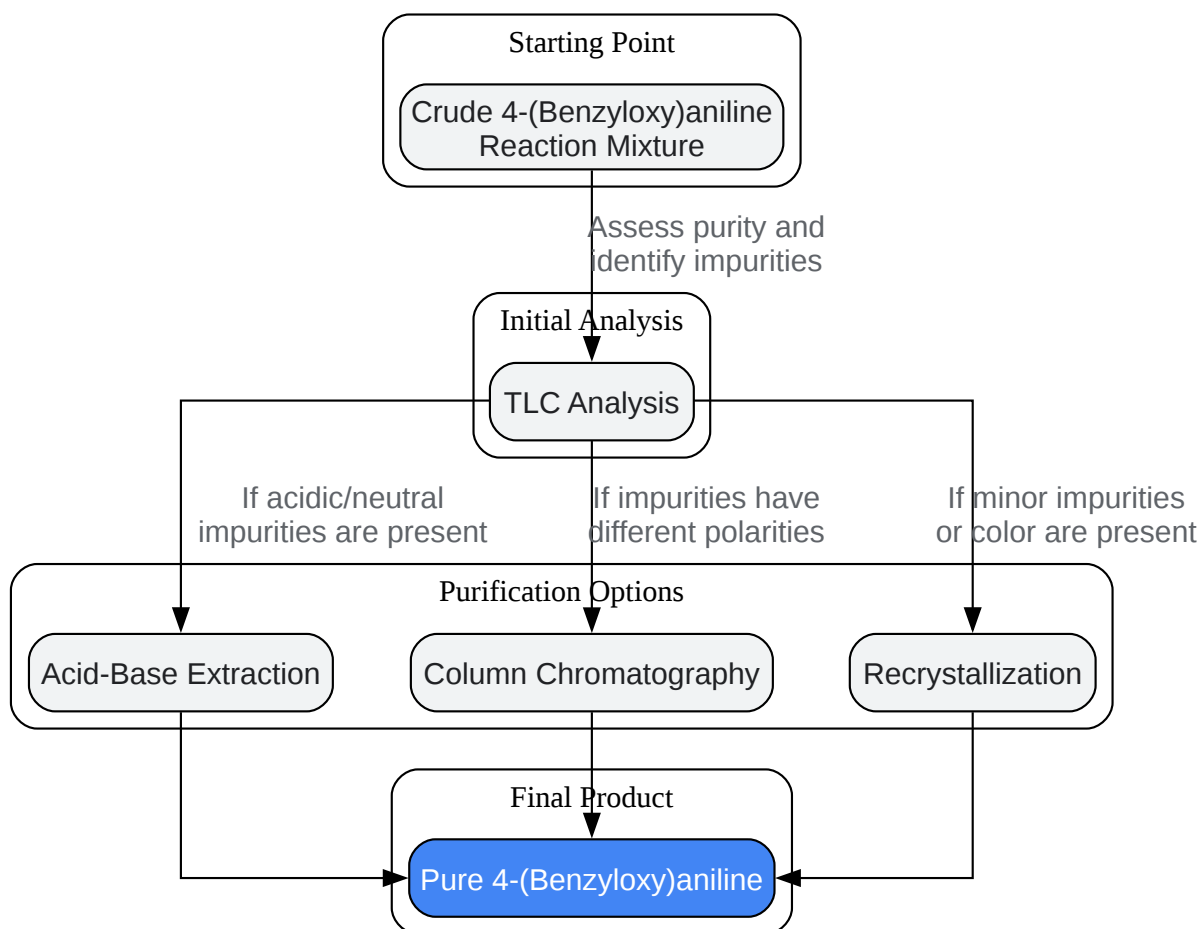 Starting Point
Crude 4-(Benzyloxy)aniline
Reaction Mixture
Assess purity and
identify impurities
Initial Analysis
TLC Analysis
If acidic/neutral
impurities are present
If impurities have
different polarities
If minor impurities
or color are present
Purification Options
Acid-Base Extraction
Column Chromatography
Recrystallization
Final Product
Pure 4-(Benzyloxy)aniline